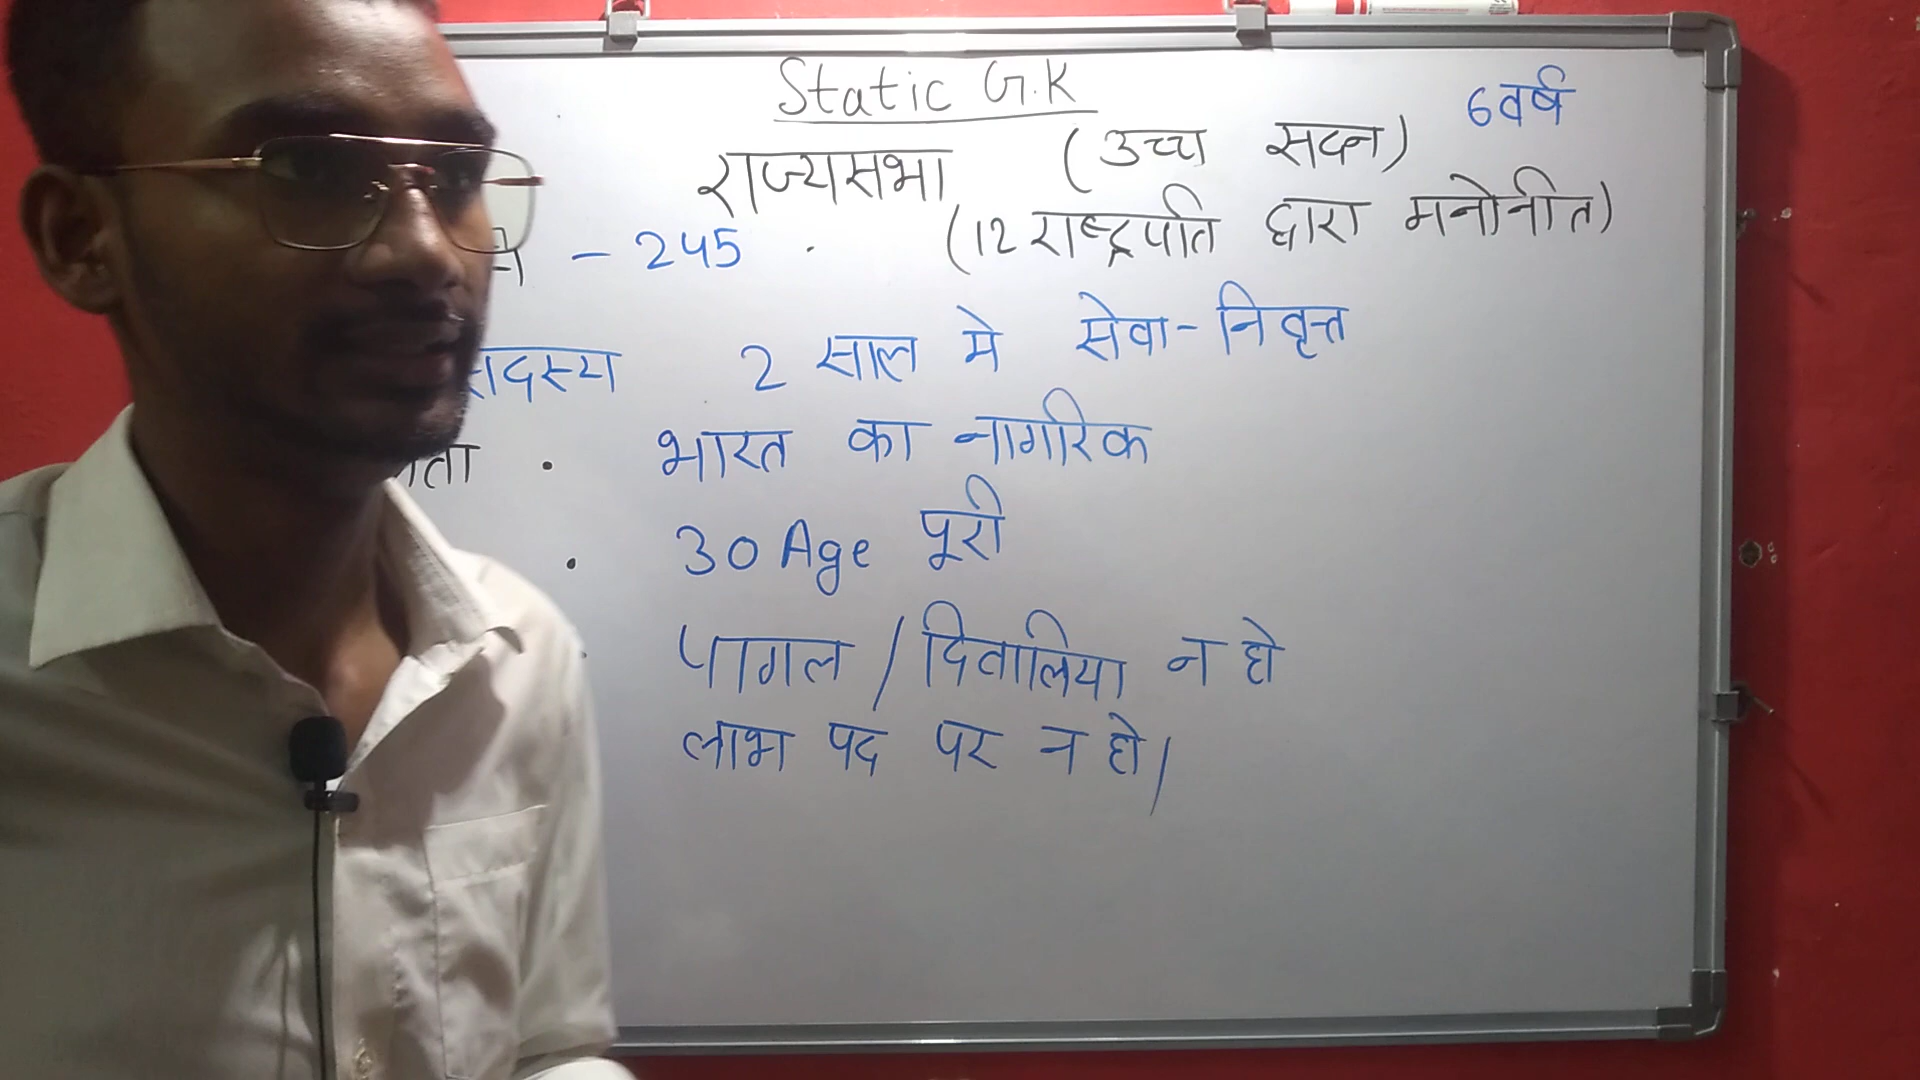 Static G.K
6 वर्ष
राज्यसभा (उच्चा सदन)
- 245 . (12 राष्ट्रपति द्वारा मनोनीत)
सदस्य 2 साल मे सेवा-निवृत्त
. भारत का नागरिक
. 30 Age पूरी
पागल / दिवालिया न हो
लाभ पद पर न हो।